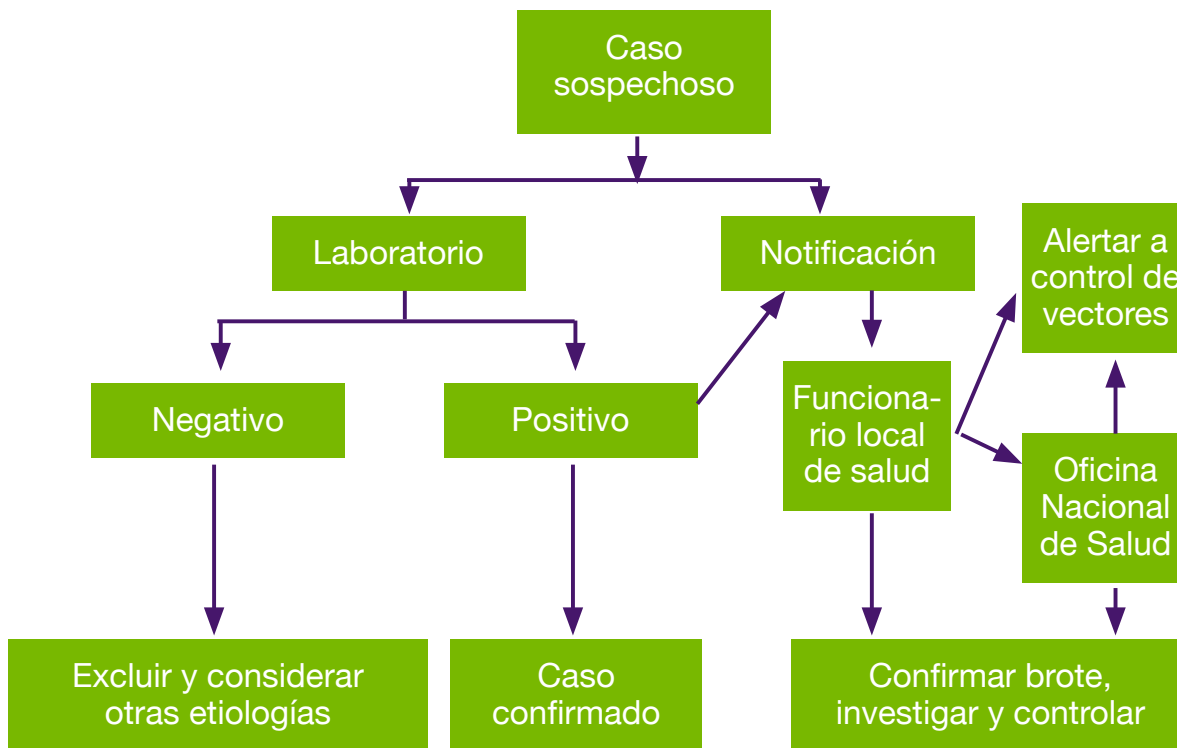 Caso
sospechoso
Laboratorio
Notificación
Alertar a
control de
vectores
Negativo
Positivo
Funciona-
rio local
de salud
Oficina
Nacional
de Salud
Excluir y considerar
otras etiologías
Caso
confirmado
Confirmar brote,
investigar y controlar